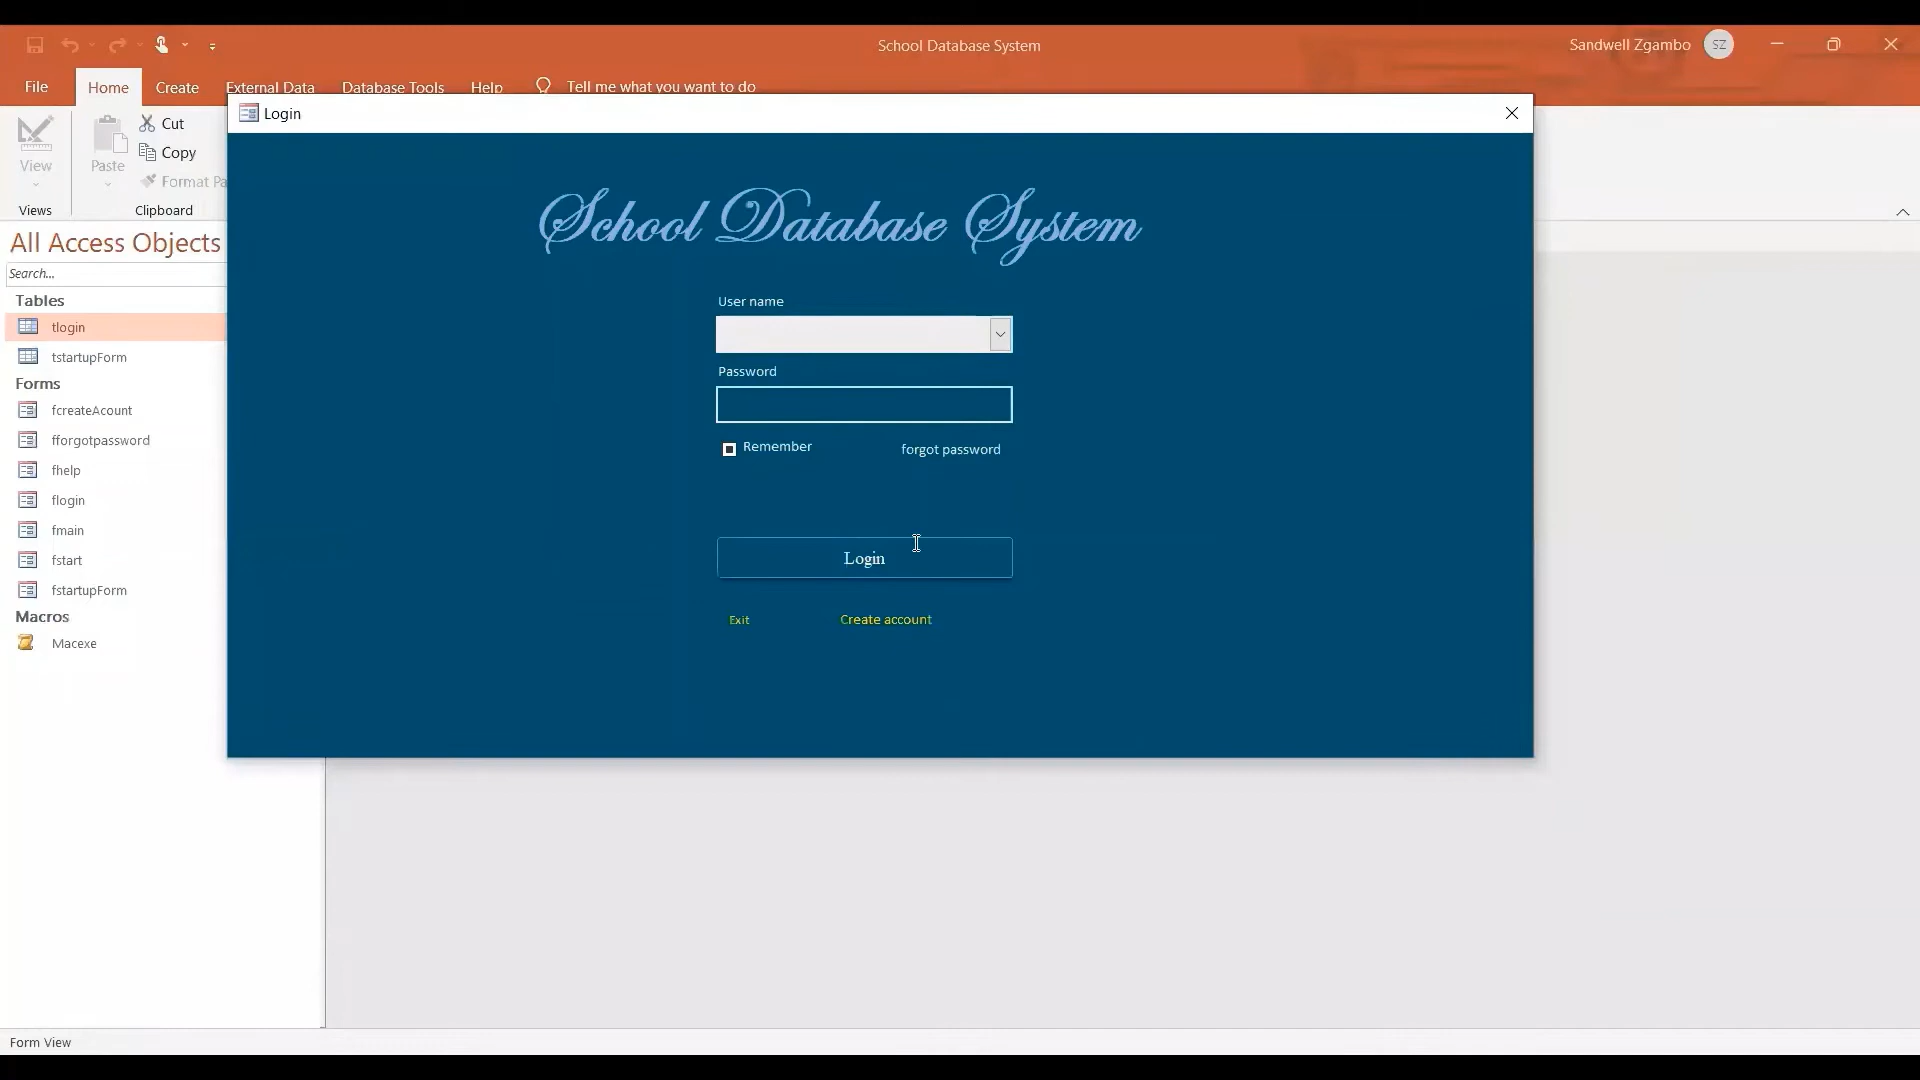 School Database System
Sandwell Zgambo
SZ
File
Home
Create
External Data
Database Tools
Help
Tell me what you want to do
View
Views
Paste
Cut
Copy
Format Pa
Clipboard
All Access Objects
Search...
Tables
tlogin
tstartupForm
Forms
fcreateAcount
fforgotpassword
fhelp
flogin
fmain
fstart
fstartupForm
Macros
Macexe
Login
School Database System
User name
Password
Remember
forgot password
Login
Exit
Create account
Form View